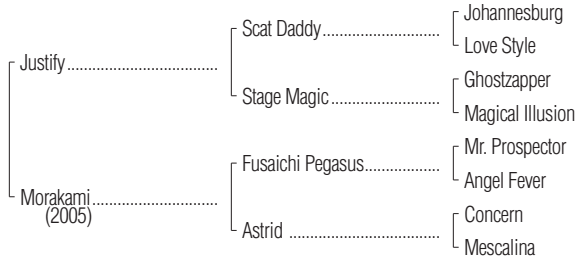 Johannesburg
Scat Daddy
Love Style
Justify
Ghostzapper
Stage Magic
Magical Illusion
Mr. Prospector
Fusaichi Pegasus
Angel Fever
Morakami
(2005)
Concern
Astrid
Mescalina